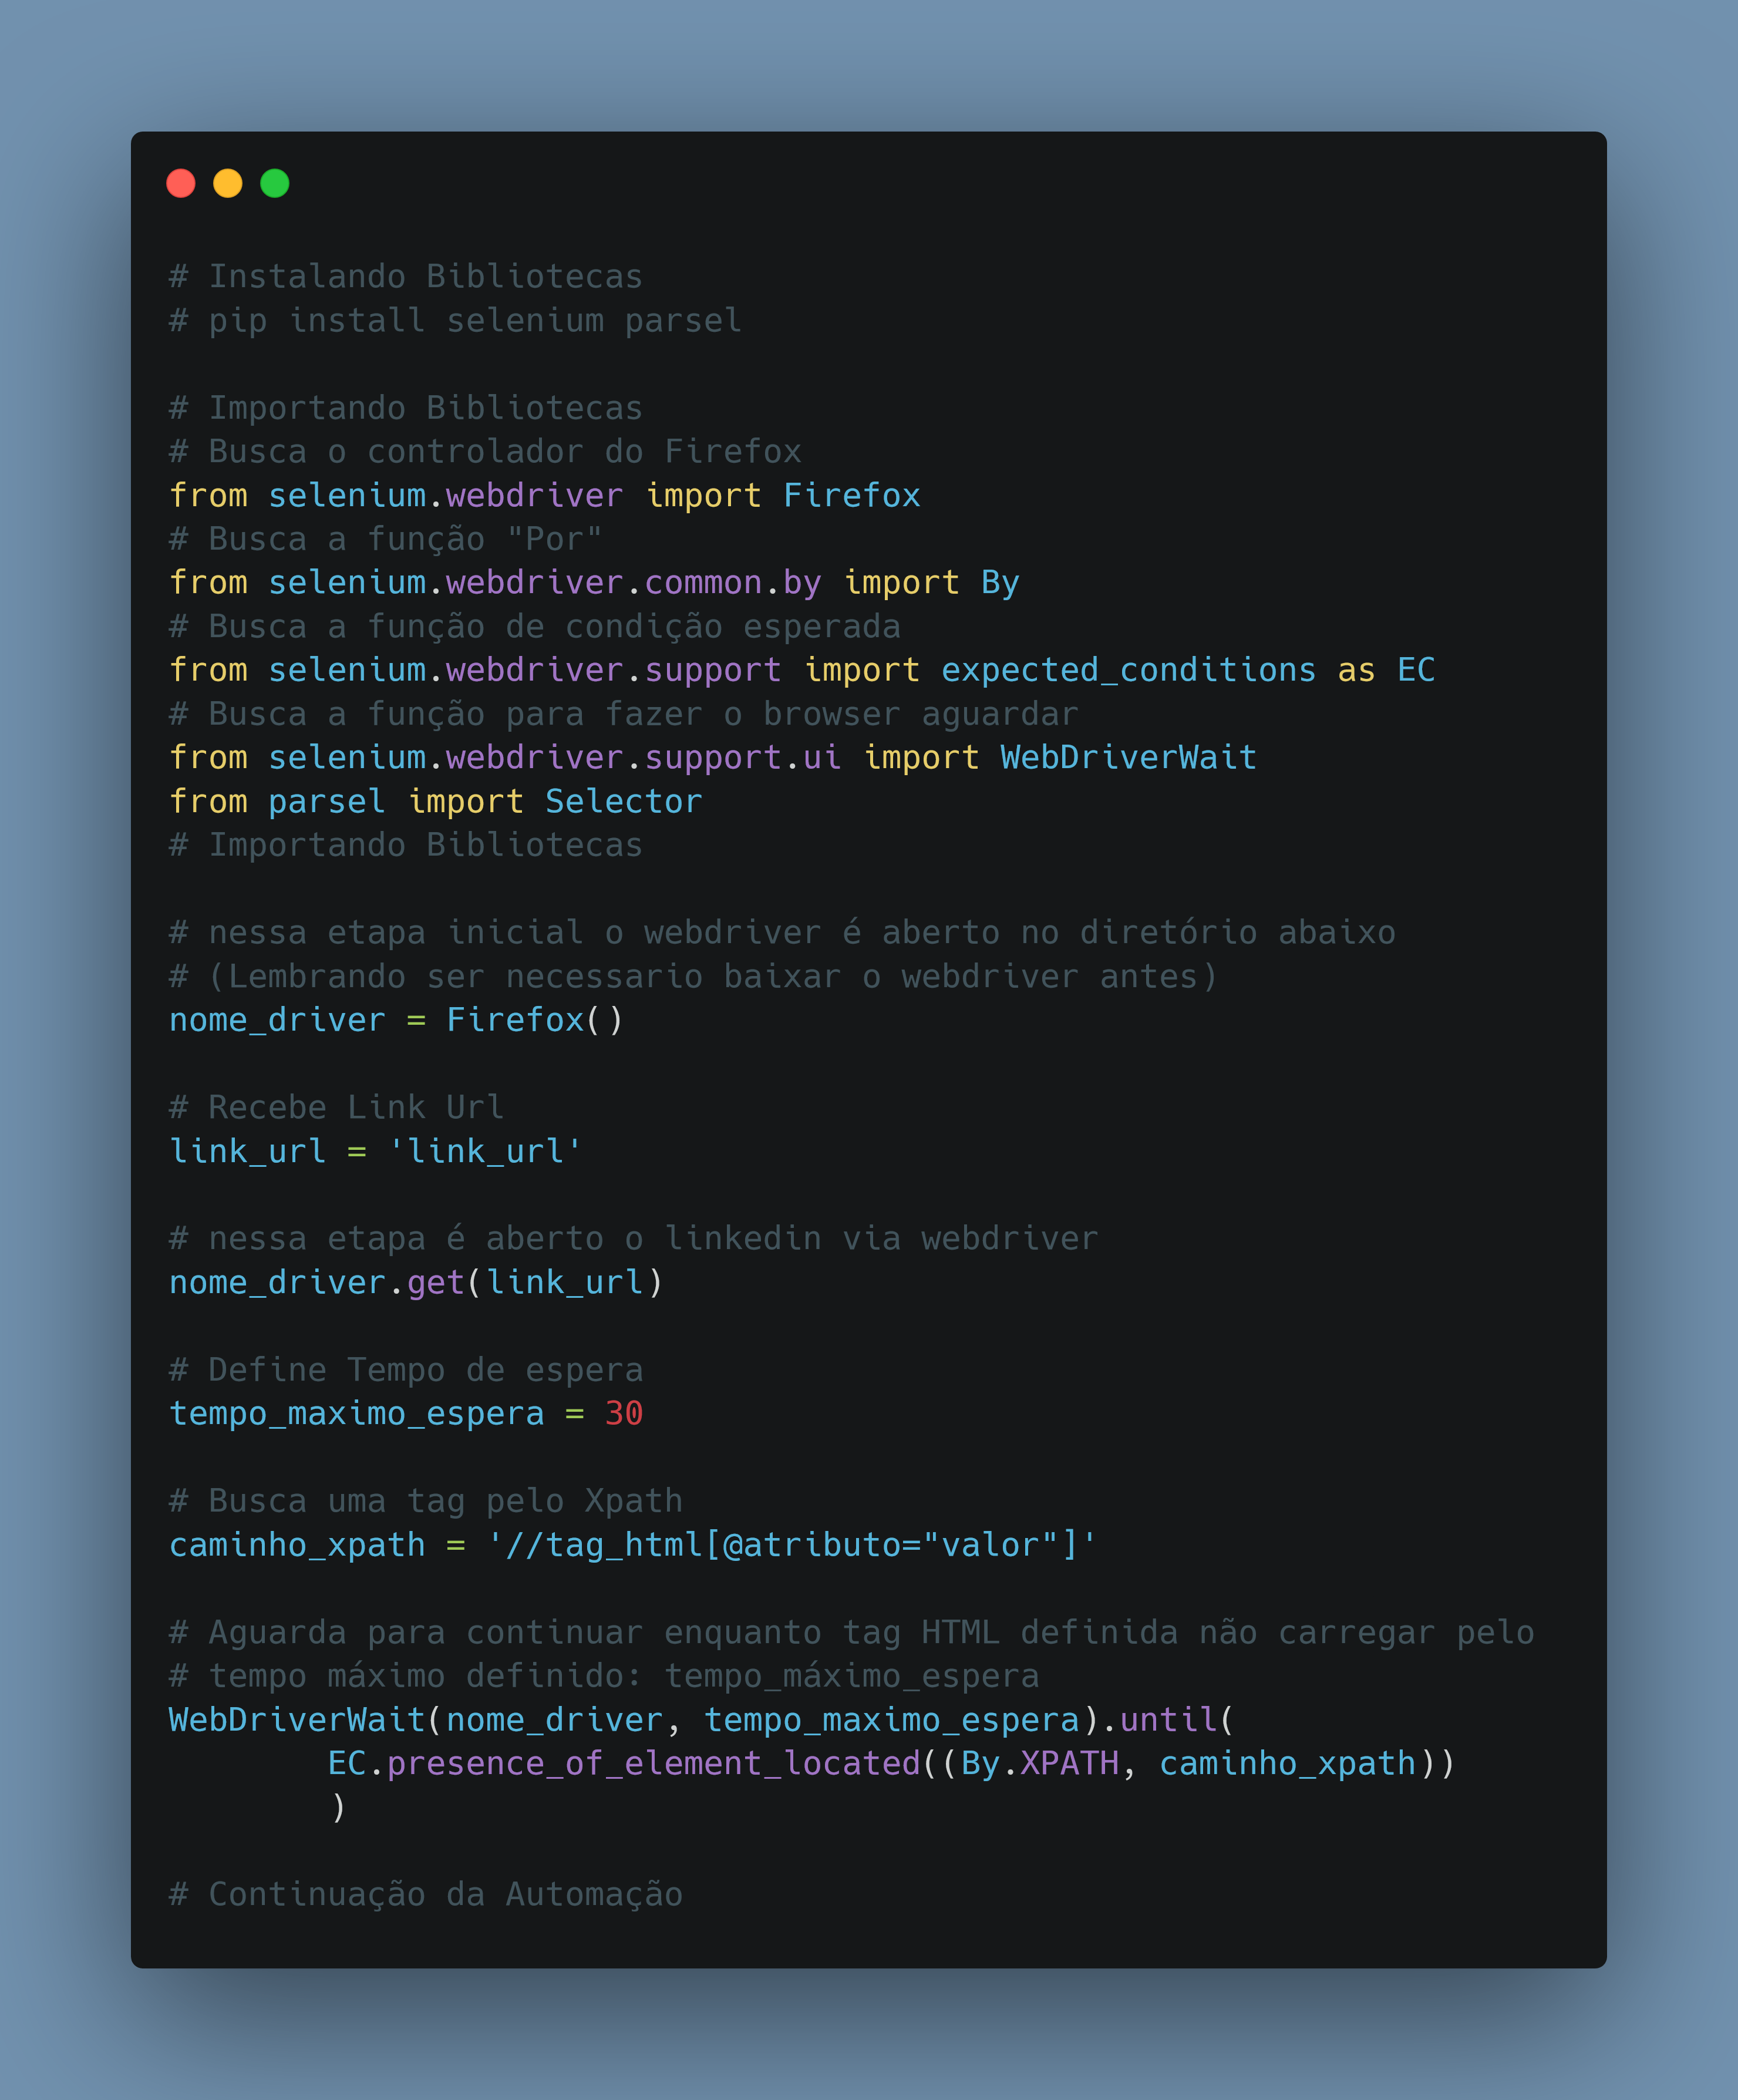 # Instalando Bibliotecas
# pip install selenium parsel
# Importando Bibliotecas
# Busca o controlador do Firefox
from selenium.webdriver import Firefox
# Busca a função "Por"
from selenium.webdriver.common.by import By
# Busca a função de condição esperada
from selenium.webdriver.support import expected_conditions as EC
# Busca a função para fazer o browser aguardar
from selenium.webdriver.support.ui import WebDriverWait
from parsel import Selector
# Importando Bibliotecas
# nessa etapa inicial o webdriver é aberto no diretório abaixo
# (Lembrando ser necessario baixar o webdriver antes)
nome_driver = Firefox()
# Recebe Link Url
link_url = 'link_url'
# nessa etapa é aberto o linkedin via webdriver
nome_driver.get(link_url)
# Define Tempo de espera
tempo_maximo_espera = 30
# Busca uma tag pelo Xpath
caminho_xpath = '//tag_html[@atributo="valor"]'
# Aguarda para continuar enquanto tag HTML definida não carregar pelo
# tempo máximo definido: tempo_máximo_espera
WebDriverWait(nome_driver, tempo_maximo_espera).until(
        EC.presence_of_element_located((By.XPATH, caminho_xpath))
        )
# Continuação da Automação